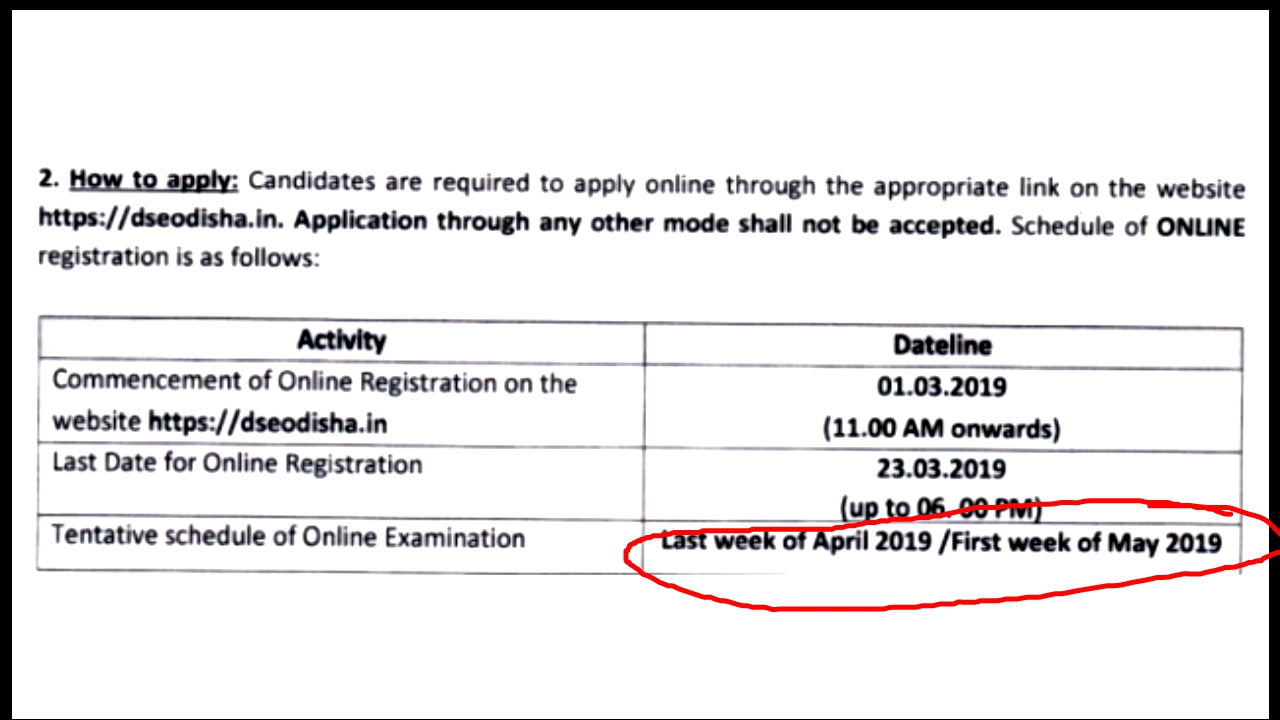 2. How to apply: Candidates are required to apply online through the appropriate link on the website
https://dseodisha.in. Application through any other mode shall not be accepted. Schedule of ONLINE
registration is as follows:
Activity Dateline
Commencement of Online Registration on the 01.03.2019
website https://dseodisha.in (11.00 AM onwards)
Last Date for Online Registration 23.03.2019
(up to 06. 00 PM)
Tentative schedule of Online Examination Last week of April 2019 /First week of May 2019